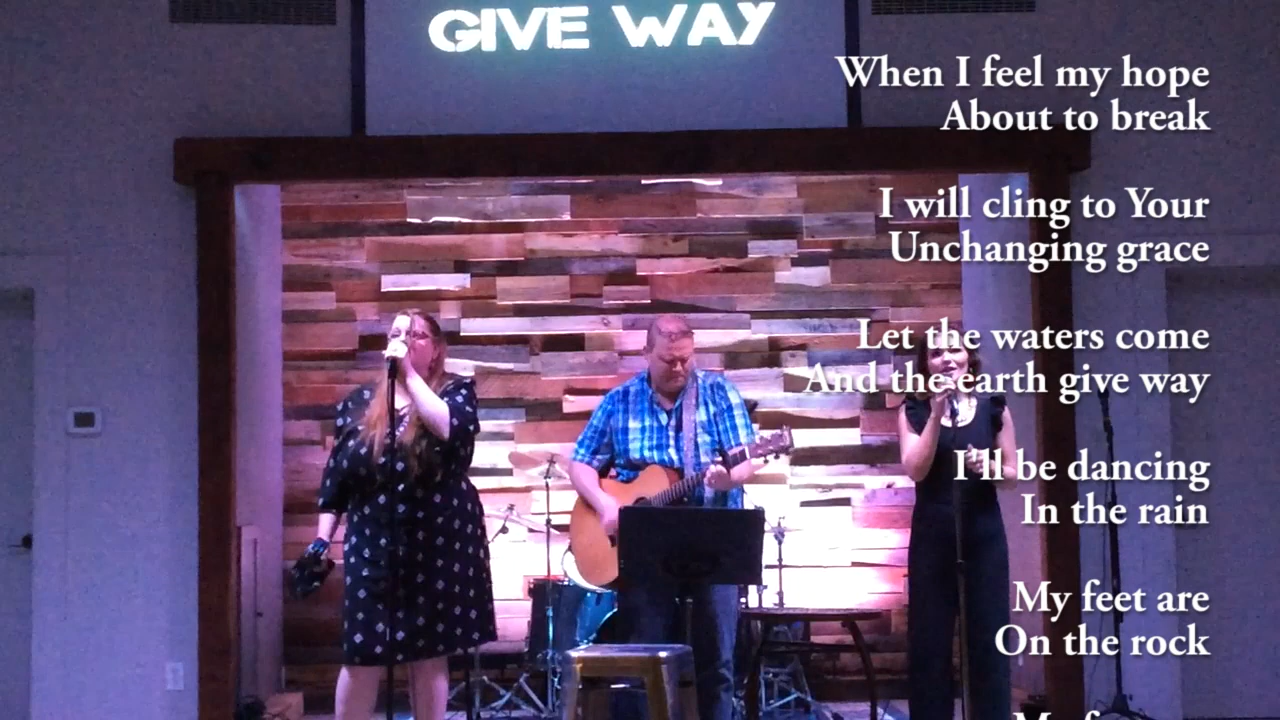 GIVE WAY
When I feel my hope
About to break
I will cling to Your
Unchanging grace
Let the waters come
And the earth give way
I'll be dancing
In the rain
My feet are
On the rock